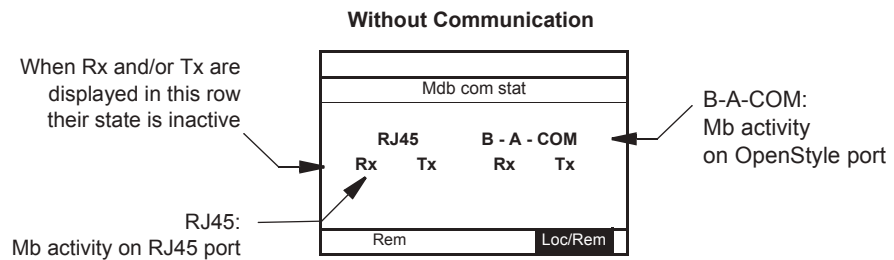 Without Communication
When Rx and/or Tx are
displayed in this row
their state is inactive
Mdb com stat
RJ45 B - A - COM
Rx Tx Rx Tx
Rem Loc/Rem
B-A-COM:
Mb activity
on OpenStyle port
RJ45:
Mb activity on RJ45 port